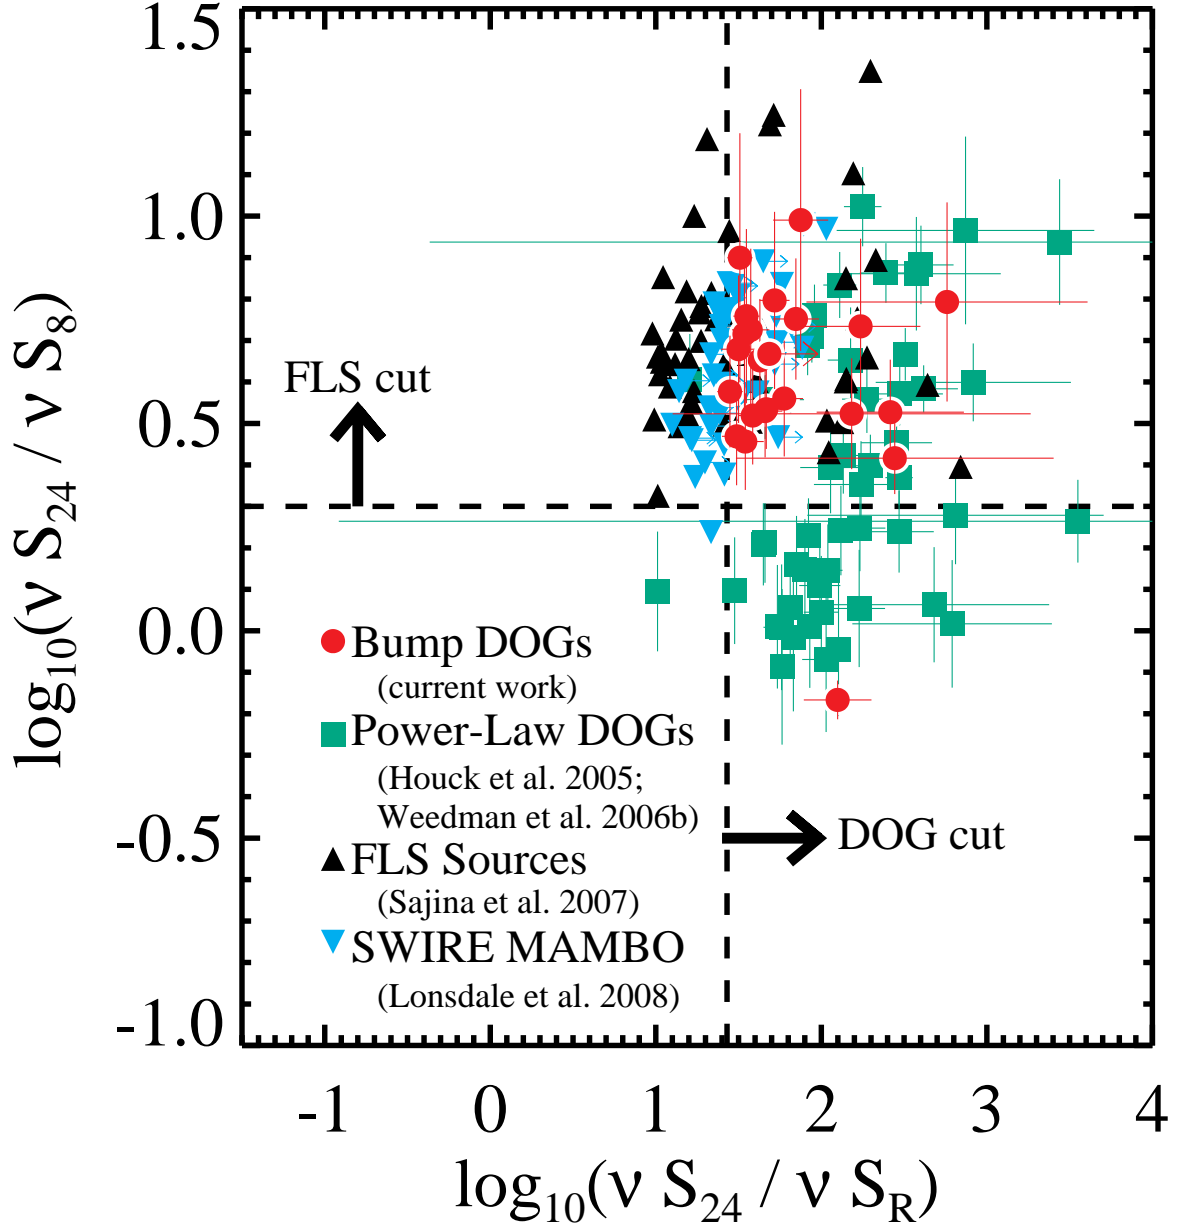 1.5
1.0
0.5
0.0
-0.5
-1.0
log10(ν S24 / ν S8)
FLS cut
Bump DOGs
(current work)
Power-Law DOGs
(Houck et al. 2005;
Weedman et al. 2006b)
FLS Sources
(Sajina et al. 2007)
SWIRE MAMBO
(Lonsdale et al. 2008)
DOG cut
-1 0 1 2 3 4
log10(ν S24 / ν SR)